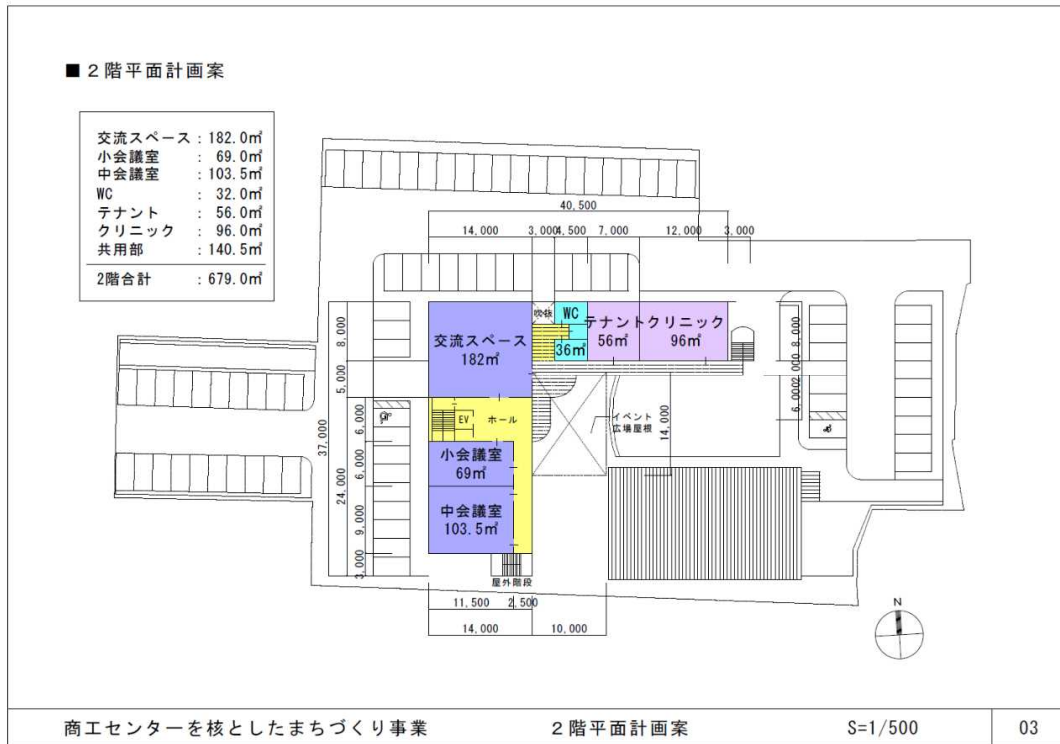 ■２階平面計画案
交流スペース：182.0㎡
小会議室：69.0㎡
中会議室：103.5㎡
WC：32.0㎡
テナント：56.0㎡
クリニック：96.0㎡
共用部：140.5㎡
2階合計：679.0㎡
40,500
14,000 3,000 4,500 7,000 12,000 3,000
吹抜
WC
36㎡
テナント
56㎡
クリニック
96㎡
交流スペース
182㎡
EV
ホール
小会議室
69㎡
中会議室
103.5㎡
イベント
広場屋根
14,000
屋外階段
8,000
5,000
6,000
6,000
9,000
3,000
24,000
37,000
8,000
2,000
6,000
11,500 2,500
14,000 10,000
N
商工センターを核としたまちづくり事業 ２階平面計画案 S=1/500 03